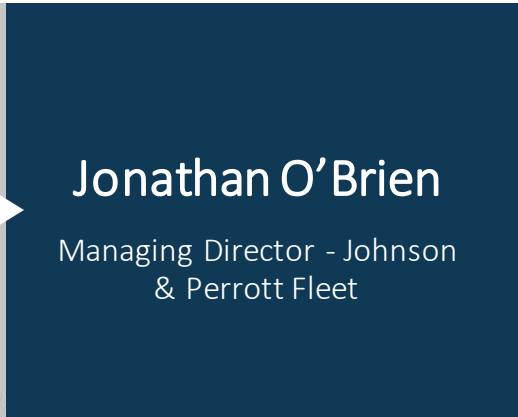 Jonathan O’Brien
Managing Director - Johnson
& Perrott Fleet